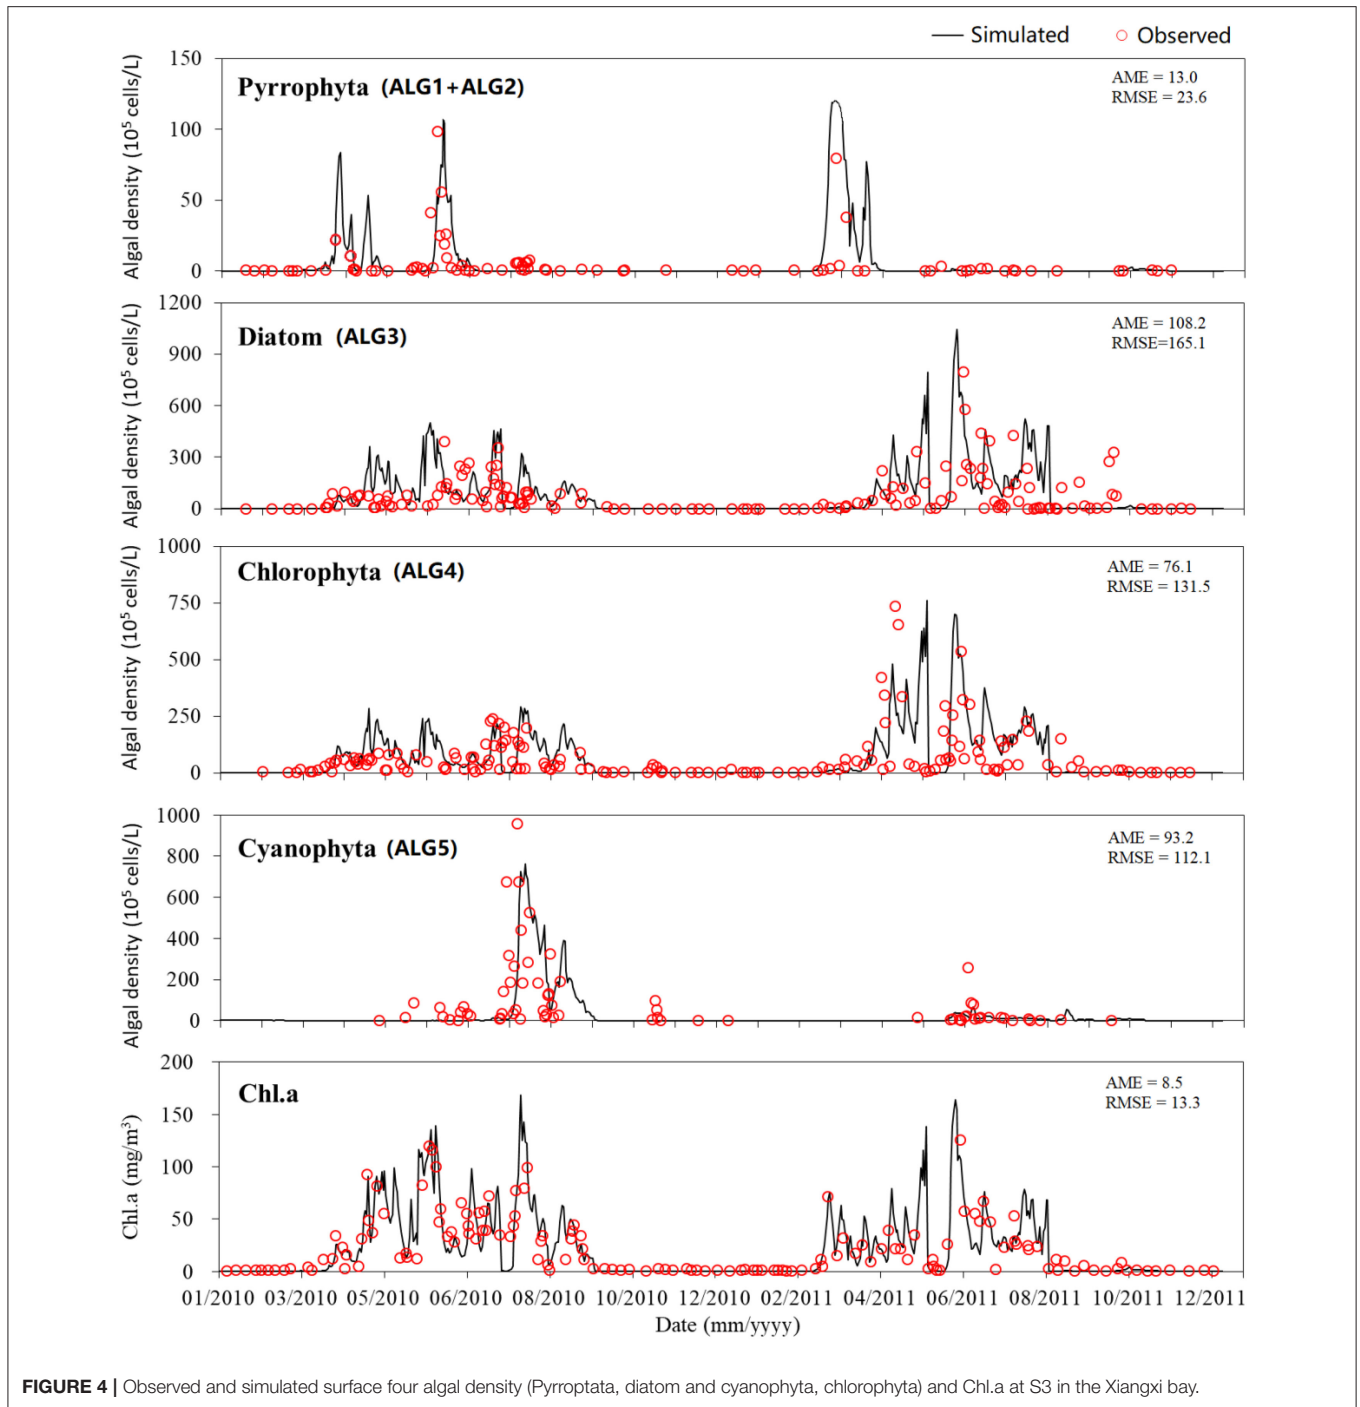 Simulated
Observed
150
100
50
0
Algal density (10⁵ cells/L)
Pyrrophyta (ALG1+ALG2)
AME = 13.0
RMSE = 23.6
1200
900
600
300
0
Algal density (10⁵ cells/L)
Diatom (ALG3)
AME = 108.2
RMSE=165.1
1000
750
500
250
0
Algal density (10⁵ cells/L)
Chlorophyta (ALG4)
AME = 76.1
RMSE = 131.5
1000
800
600
400
200
0
Algal density (10⁵ cells/L)
Cyanophyta (ALG5)
AME = 93.2
RMSE = 112.1
200
150
100
50
0
Chl.a (mg/m³)
Chl.a
AME = 8.5
RMSE = 13.3
01/2010 03/2010 05/2010 06/2010 08/2010 10/2010 12/2010 02/2011 04/2011 06/2011 08/2011 10/2011 12/2011
Date (mm/yyyy)
FIGURE 4 | Observed and simulated surface four algal density (Pyrroptata, diatom and cyanophyta, chlorophyta) and Chl.a at S3 in the Xiangxi bay.